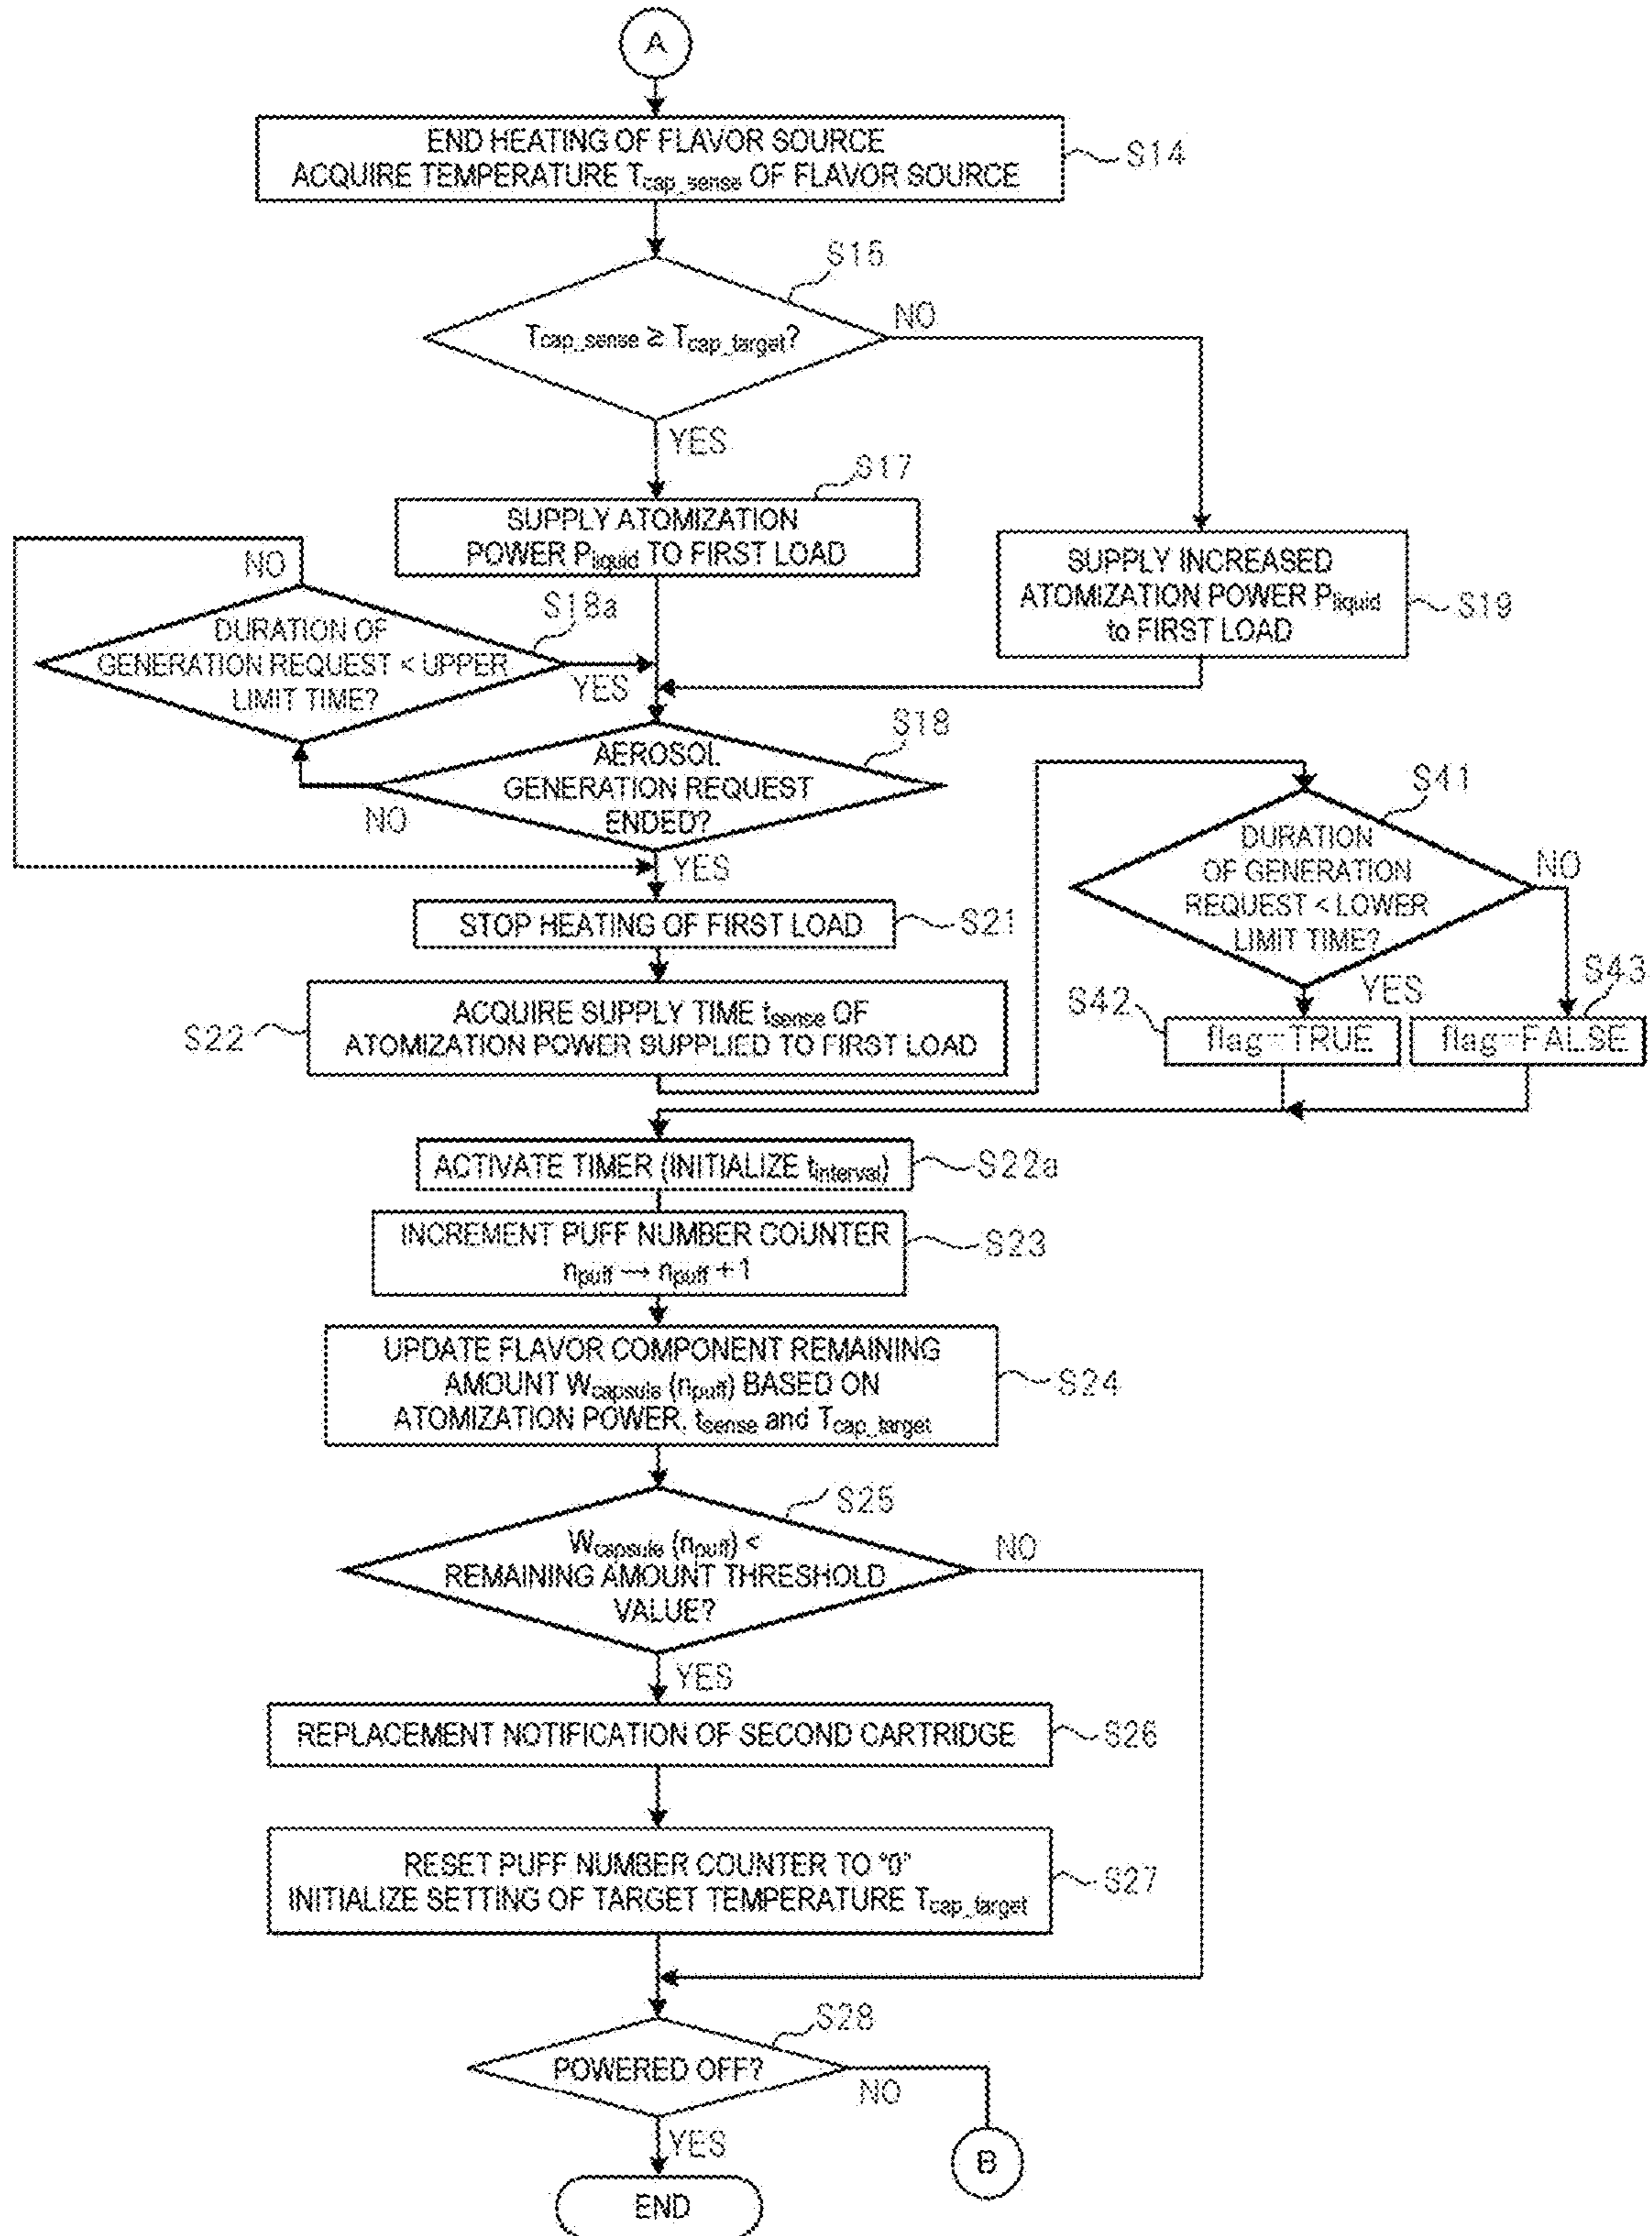 A
END HEATING OF FLAVOR SOURCE
ACQUIRE TEMPERATURE Tcap_sense OF FLAVOR SOURCE
S14
S15
Tcap_sense ≥ Tcap_target?
NO
YES
S17
SUPPLY ATOMIZATION
POWER Pliquid TO FIRST LOAD
SUPPLY INCREASED
ATOMIZATION POWER Pliquid
to FIRST LOAD
S19
NO
S18a
DURATION OF
GENERATION REQUEST < UPPER
LIMIT TIME?
YES
S18
AEROSOL
GENERATION REQUEST
ENDED?
NO
YES
S41
DURATION
OF GENERATION
REQUEST < LOWER
LIMIT TIME?
NO
YES
S42
flag=TRUE
S43
flag=FALSE
STOP HEATING OF FIRST LOAD
S21
S22
ACQUIRE SUPPLY TIME tsense OF
ATOMIZATION POWER SUPPLIED TO FIRST LOAD
ACTIVATE TIMER (INITIALIZE tinterval)
S22a
INCREMENT PUFF NUMBER COUNTER
npuff → npuff + 1
S23
UPDATE FLAVOR COMPONENT REMAINING
AMOUNT Wcapsule (npuff) BASED ON
ATOMIZATION POWER, tsense and Tcap_target
S24
S25
Wcapsule (npuff) <
REMAINING AMOUNT THRESHOLD
VALUE?
NO
YES
REPLACEMENT NOTIFICATION OF SECOND CARTRIDGE
S26
RESET PUFF NUMBER COUNTER TO "0"
INITIALIZE SETTING OF TARGET TEMPERATURE Tcap_target
S27
S28
POWERED OFF?
NO
YES
B
END